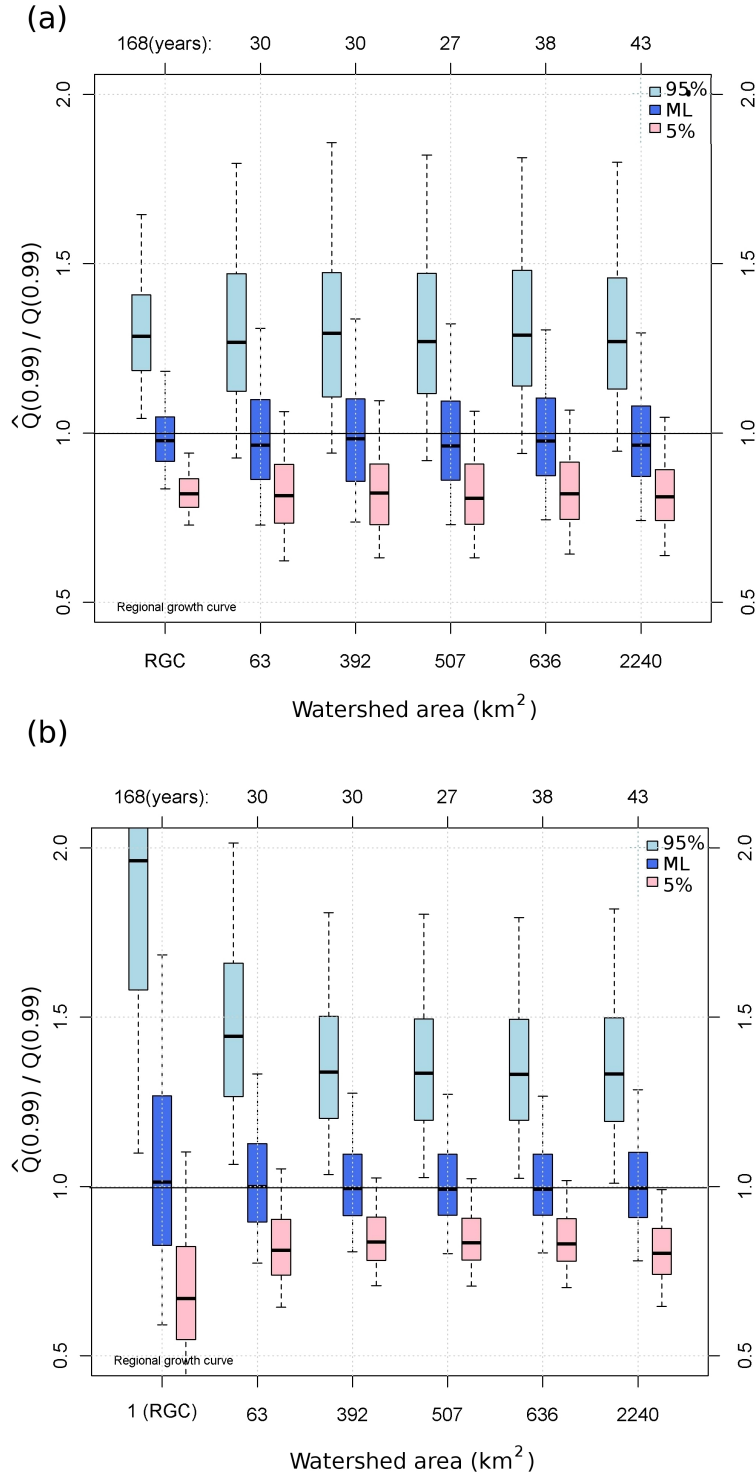 (a)
168(years): 30 30 27 38 43
95%
ML
5%
2.0 2.0
1.5 1.5
1.0 1.0
0.5 0.5
Q̂(0.99) / Q(0.99)
Regional growth curve
RGC 63 392 507 636 2240
Watershed area (km²)
(b)
168(years): 30 30 27 38 43
95%
ML
5%
2.0 2.0
1.5 1.5
1.0 1.0
0.5 0.5
Q̂(0.99) / Q(0.99)
Regional growth curve
1 (RGC) 63 392 507 636 2240
Watershed area (km²)